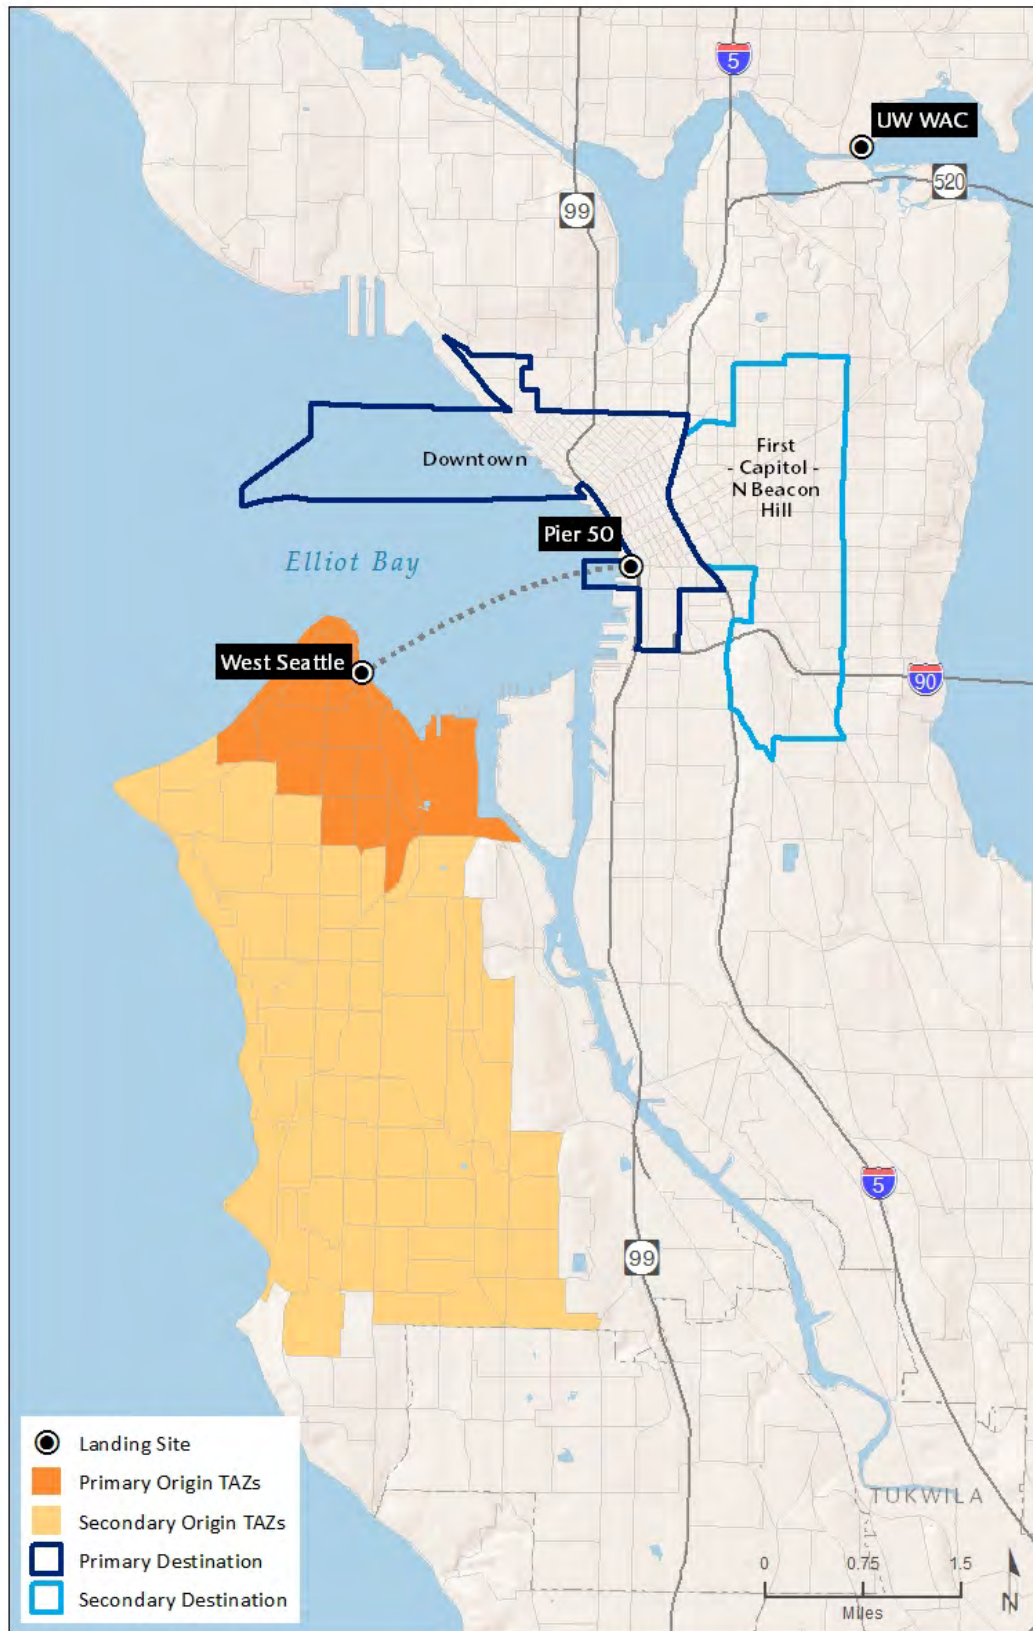 5
UW WAC
520
99
Downtown
First
- Capitol -
N Beacon
Hill
Pier 50
Elliot Bay
West Seattle
90
5
99
TUKWILA
Landing Site
Primary Origin TAZs
Secondary Origin TAZs
Primary Destination
Secondary Destination
0 0.75 1.5
Miles
N